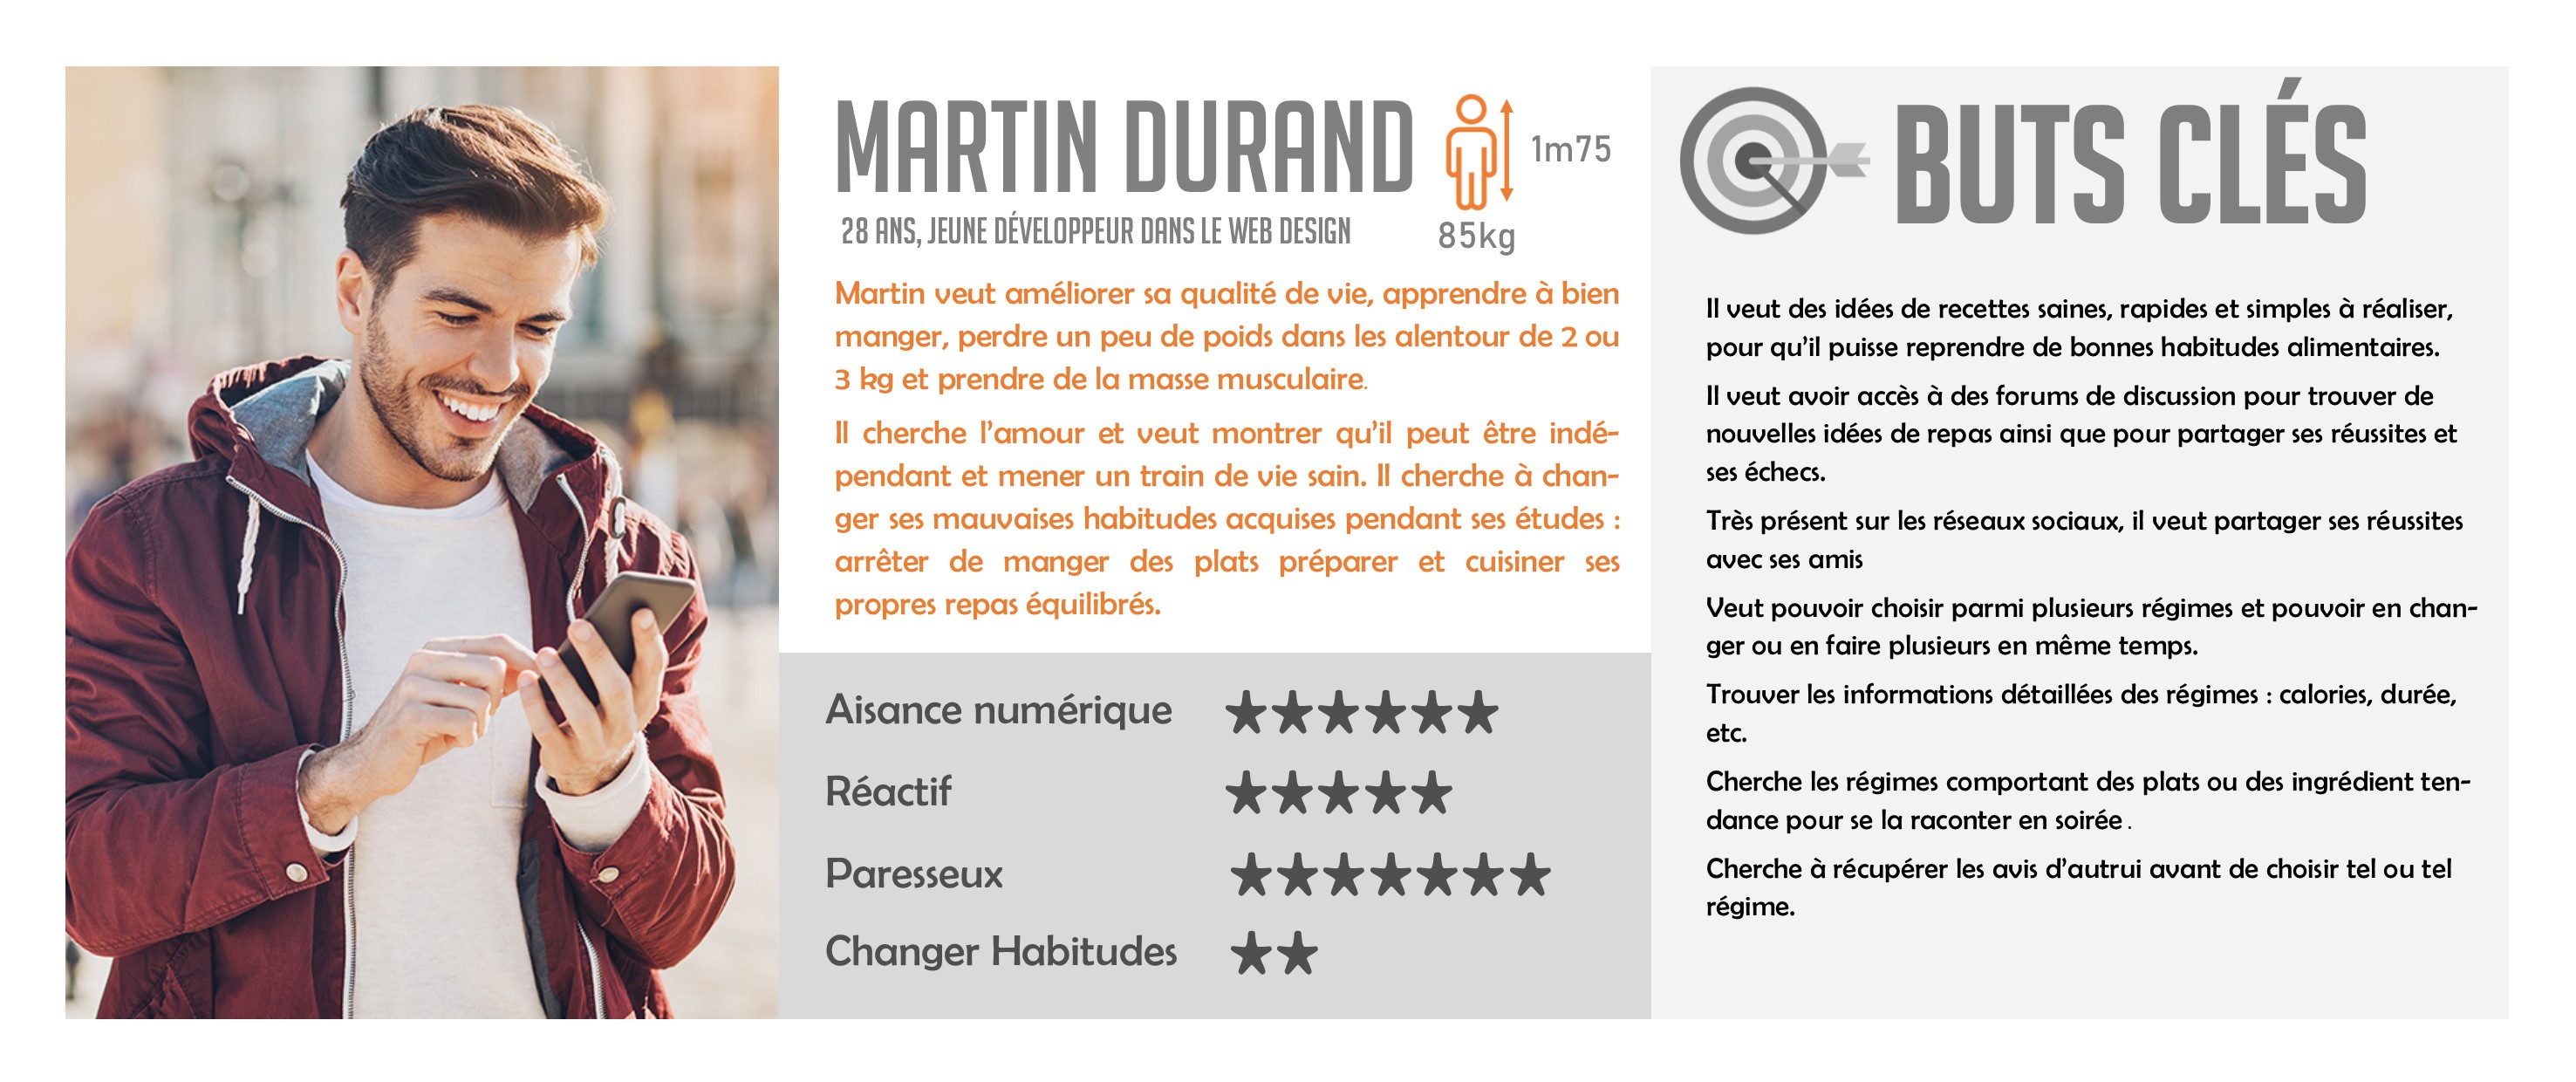 MARTIN DURAND
1m75
28 ANS, JEUNE DÉVELOPPEUR DANS LE WEB DESIGN
85kg
Martin veut améliorer sa qualité de vie, apprendre à bien
manger, perdre un peu de poids dans les alentour de 2 ou
3 kg et prendre de la masse musculaire.
Il cherche l'amour et veut montrer qu'il peut être indé-
pendant et mener un train de vie sain. Il cherche à chan-
ger ses mauvaises habitudes acquises pendant ses études :
arrêter de manger des plats préparer et cuisiner ses
propres repas équilibrés.
Aisance numérique
Réactif
Paresseux
Changer Habitudes
BUTS CLÉS
Il veut des idées de recettes saines, rapides et simples à réaliser,
pour qu'il puisse reprendre de bonnes habitudes alimentaires.
Il veut avoir accès à des forums de discussion pour trouver de
nouvelles idées de repas ainsi que pour partager ses réussites et
ses échecs.
Très présent sur les réseaux sociaux, il veut partager ses réussites
avec ses amis
Veut pouvoir choisir parmi plusieurs régimes et pouvoir en chan-
ger ou en faire plusieurs en même temps.
Trouver les informations détaillées des régimes : calories, durée,
etc.
Cherche les régimes comportant des plats ou des ingrédient ten-
dance pour se la raconter en soirée .
Cherche à récupérer les avis d'autrui avant de choisir tel ou tel
régime.